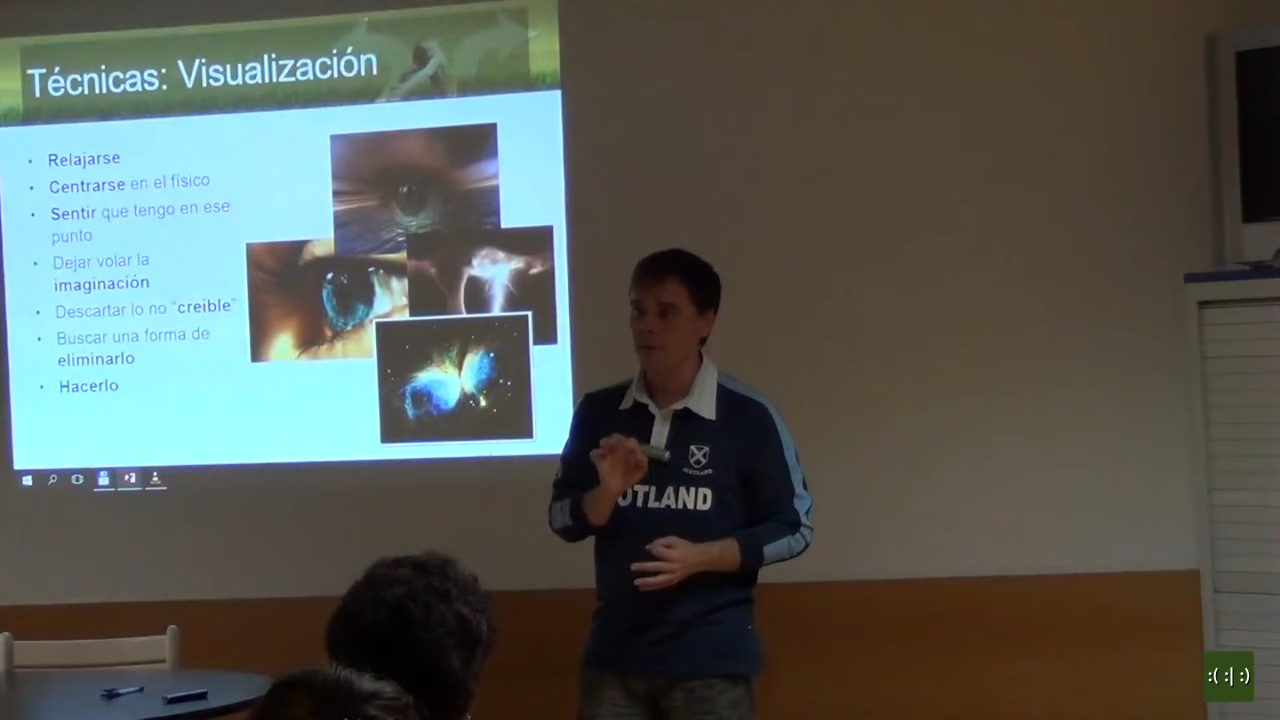 Técnicas: Visualización
• Relajarse
• Centrarse en el físico
• Sentir que tengo en ese
punto
• Dejar volar la
imaginación
• Descartar lo no "creible"
• Buscar una forma de
eliminarlo
• Hacerlo
SCOTLAND
OTLAND
:( :| :)